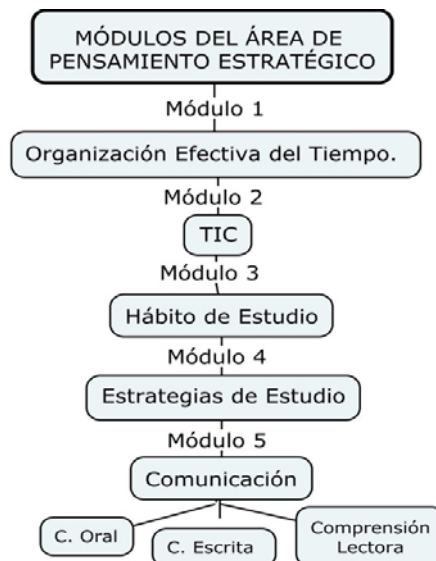 MÓDULOS DEL ÁREA DE
PENSAMIENTO ESTRATÉGICO
Módulo 1
Organización Efectiva del Tiempo.
Módulo 2
TIC
Módulo 3
Hábito de Estudio
Módulo 4
Estrategias de Estudio
Módulo 5
Comunicación
C. Oral
C. Escrita
Comprensión
Lectora